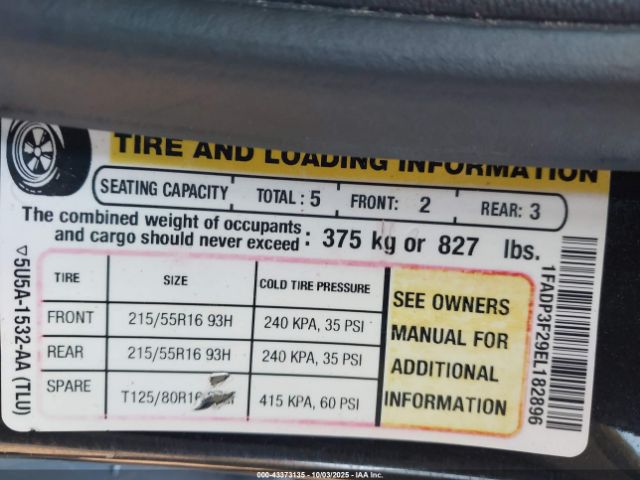 TIRE AND LOADING INFORMATION
SEATING CAPACITY TOTAL : 5 FRONT: 2 REAR: 3
The combined weight of occupants
and cargo should never exceed : 375 kg or 827 lbs.
TIRE SIZE COLD TIRE PRESSURE
FRONT 215/55R16 93H 240 KPA, 35 PSI
REAR 215/55R16 93H 240 KPA, 35 PSI
SPARE T125/80R16 415 KPA, 60 PSI
SEE OWNERS
MANUAL FOR
ADDITIONAL
INFORMATION
5U5A-1532-AA (TLU)
1FADP3F29EL182896
000-43373135 - 10/03/2025 - IAA Inc.